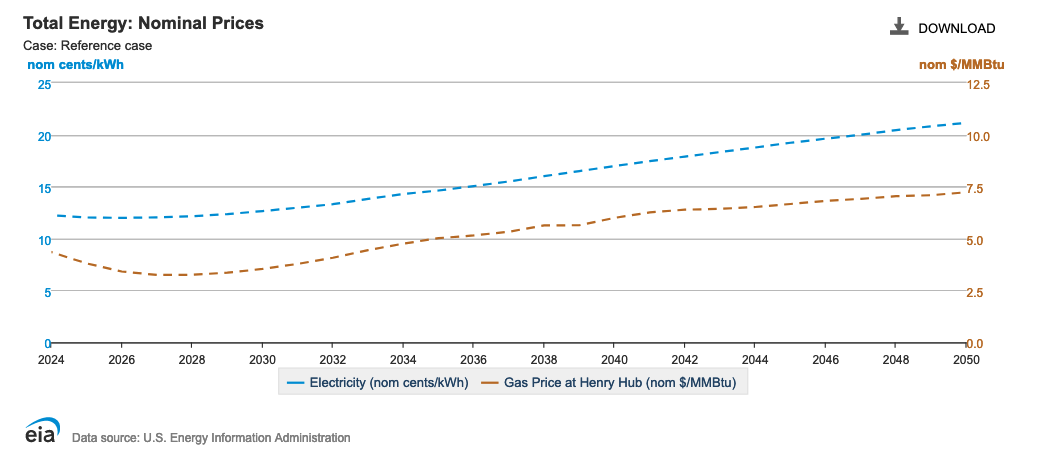 Total Energy: Nominal Prices
DOWNLOAD
Case: Reference case
nom cents/kWh
nom $/MMBtu
25
12.5
20
10.0
15
7.5
10
5.0
5
2.5
0
0.0
2024 2026 2028 2030 2032 2034 2036 2038 2040 2042 2044 2046 2048 2050
Electricity (nom cents/kWh) Gas Price at Henry Hub (nom $/MMBtu)
eia Data source: U.S. Energy Information Administration